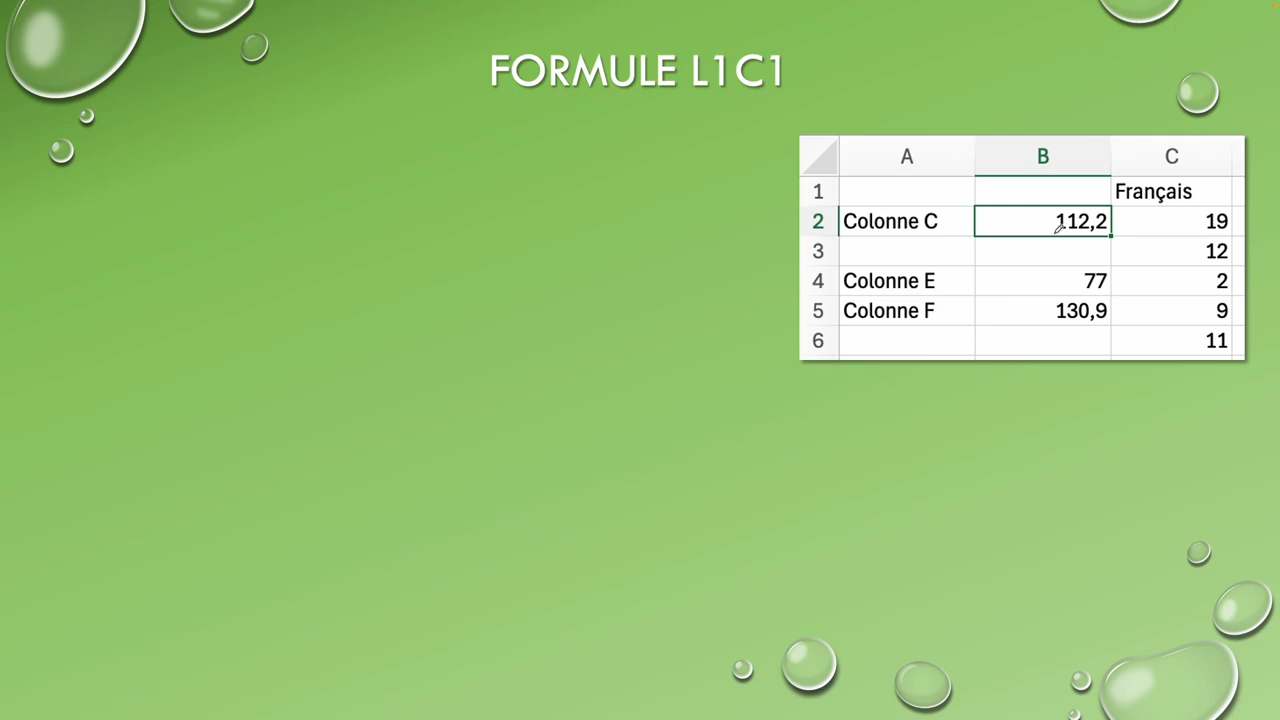 FORMULE L1C1
A B C
1 Français
2 Colonne C 112,2 19
3 12
4 Colonne E 77 2
5 Colonne F 130,9 9
6 11